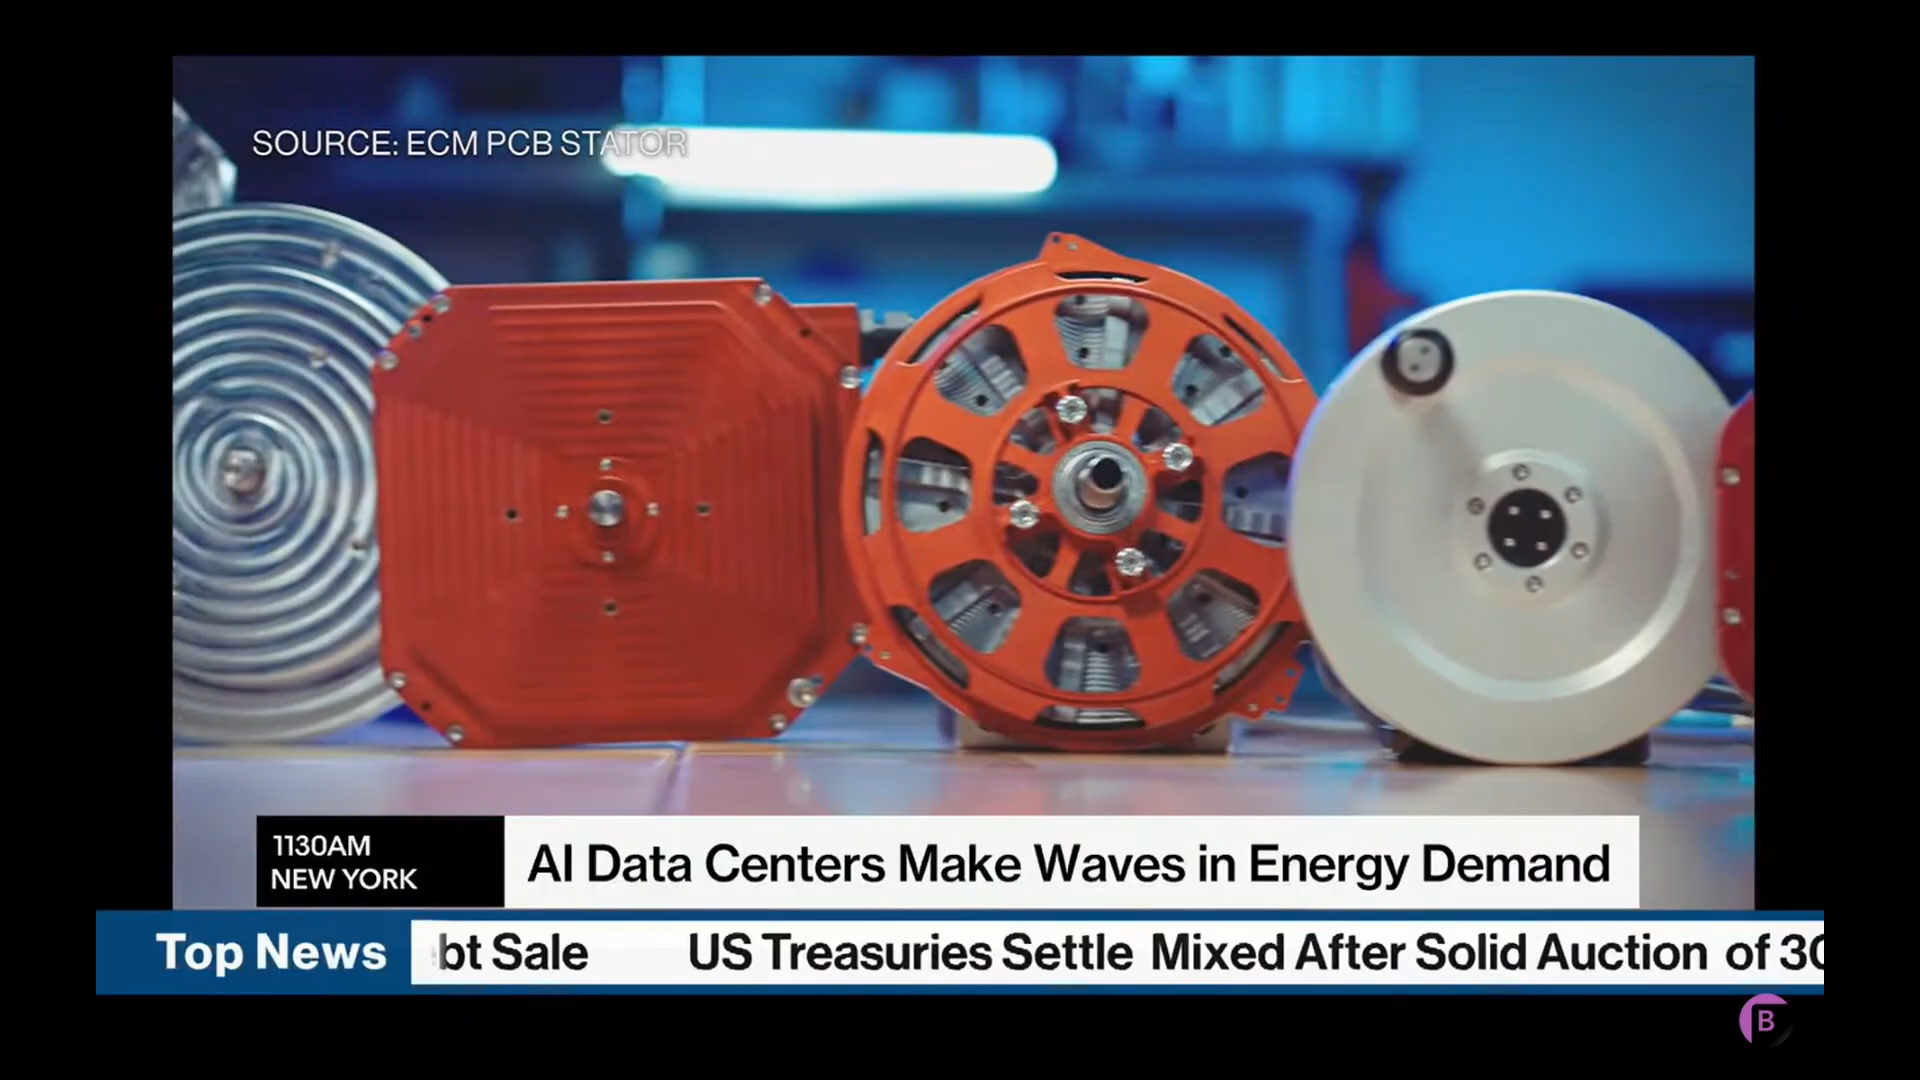 SOURCE: ECM PCB STATOR
1130AM
NEW YORK
AI Data Centers Make Waves in Energy Demand
Top News
bt Sale US Treasuries Settle Mixed After Solid Auction of 30
B